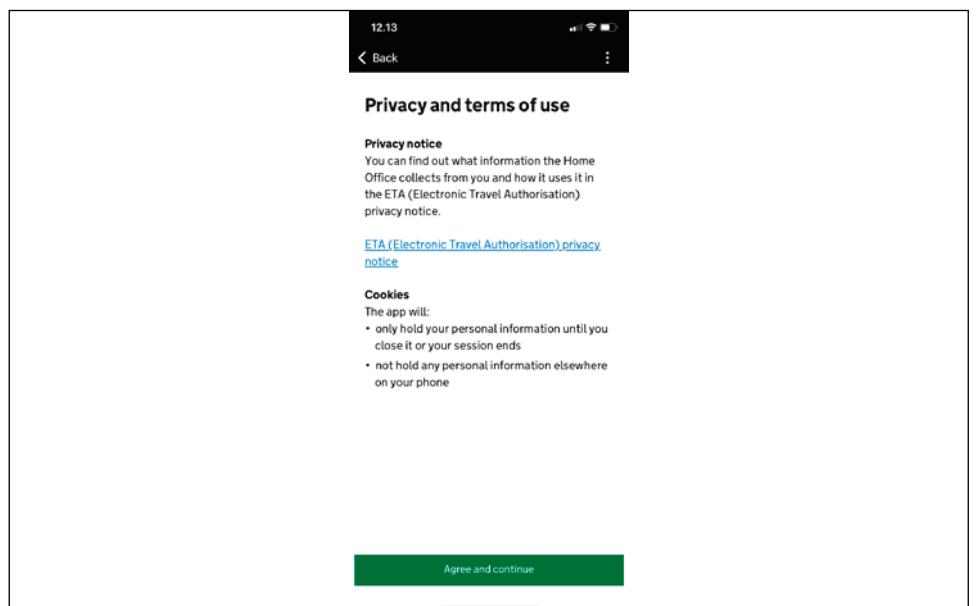 12.13
Back
Privacy and terms of use
Privacy notice
You can find out what information the Home
Office collects from you and how it uses it in
the ETA (Electronic Travel Authorisation)
privacy notice.
ETA (Electronic Travel Authorisation) privacy
notice
Cookies
The app will:
• only hold your personal information until you
close it or your session ends
• not hold any personal information elsewhere
on your phone
Agree and continue